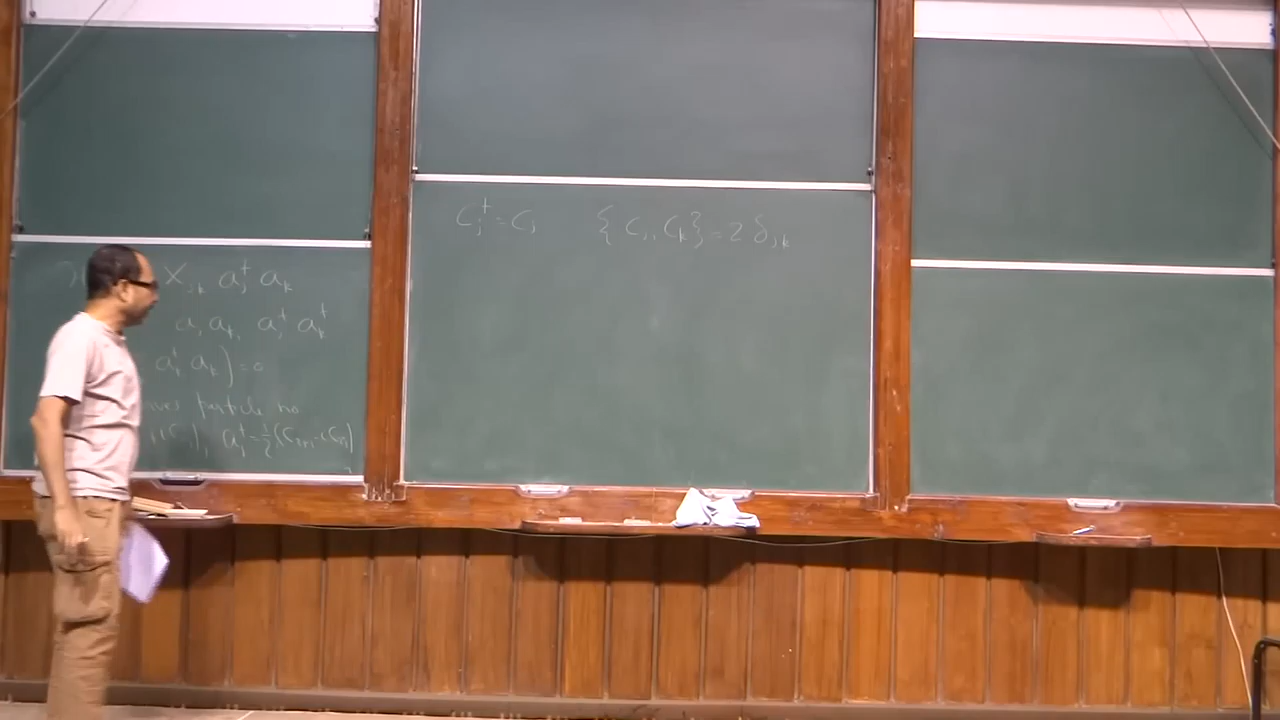 X_{jk} a_j^† a_k
a_j a_k, a_j^† a_k^†
a_j^† a_k) = 0
ves particle no
a_j^† = 1/2 (C_{2j-1} - i C_{2j})
C_j^† = C_j {C_j, C_k} = 2 δ_{jk}